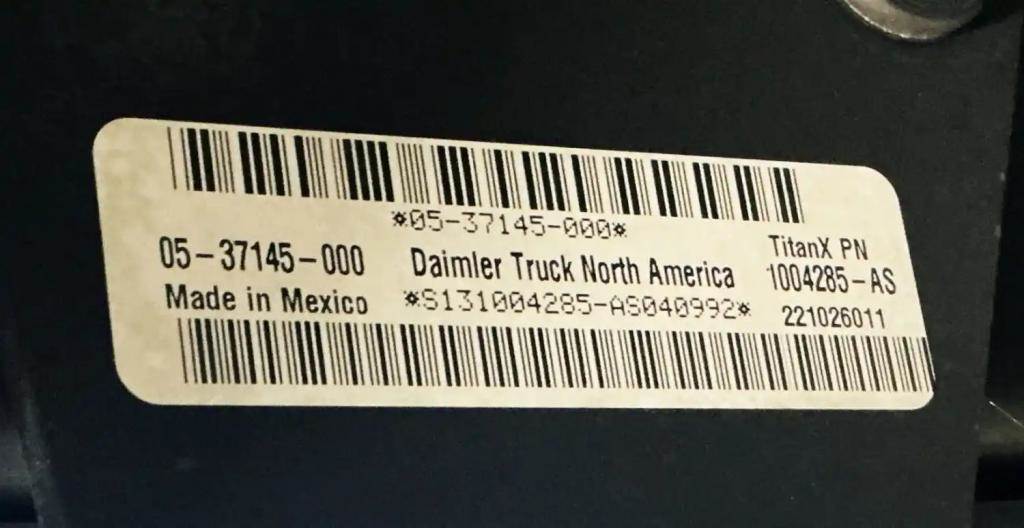 *05-37145-000*
05-37145-000 Daimler Truck North America TitanX PN 1004285-AS
Made in Mexico *S131004285-AS040992* 221026011